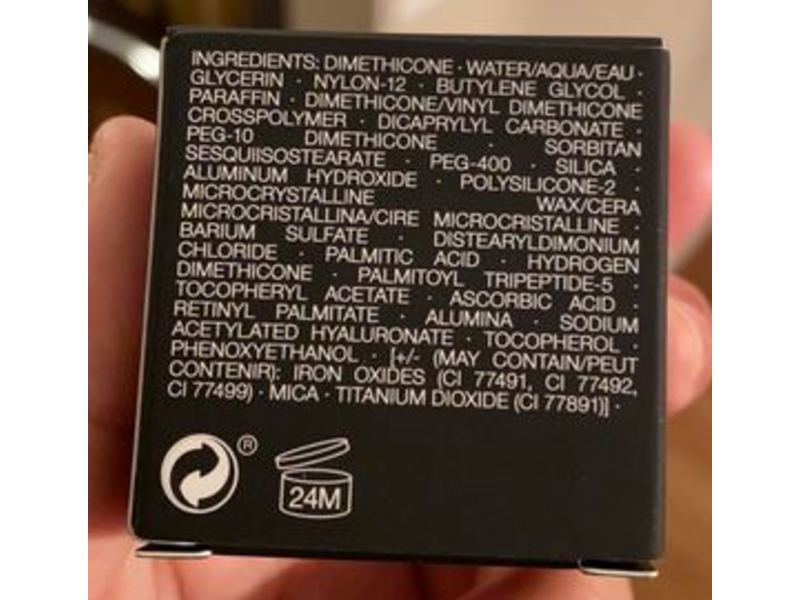 INGREDIENTS: DIMETHICONE · WATER/AQUA/EAU ·
GLYCERIN · NYLON-12 · BUTYLENE GLYCOL ·
PARAFFIN · DIMETHICONE/VINYL DIMETHICONE
CROSSPOLYMER · DICAPRYLYL CARBONATE ·
PEG-10 DIMETHICONE · SORBITAN
SESQUIISOSTEARATE · PEG-400 · SILICA ·
ALUMINUM HYDROXIDE · POLYSILICONE-2 ·
MICROCRYSTALLINE WAX/CERA
MICROCRISTALLINA/CIRE MICROCRISTALLINE ·
BARIUM SULFATE · DISTEARYLDIMONIUM
CHLORIDE · PALMITIC ACID · HYDROGEN
DIMETHICONE · PALMITOYL TRIPEPTIDE-5 ·
TOCOPHERYL ACETATE · ASCORBIC ACID ·
RETINYL PALMITATE · ALUMINA · SODIUM
ACETYLATED HYALURONATE · TOCOPHEROL ·
PHENOXYETHANOL · [+/- (MAY CONTAIN/PEUT
CONTENIR): IRON OXIDES (CI 77491, CI 77492,
CI 77499) · MICA · TITANIUM DIOXIDE (CI 77891)] ·
®
24M